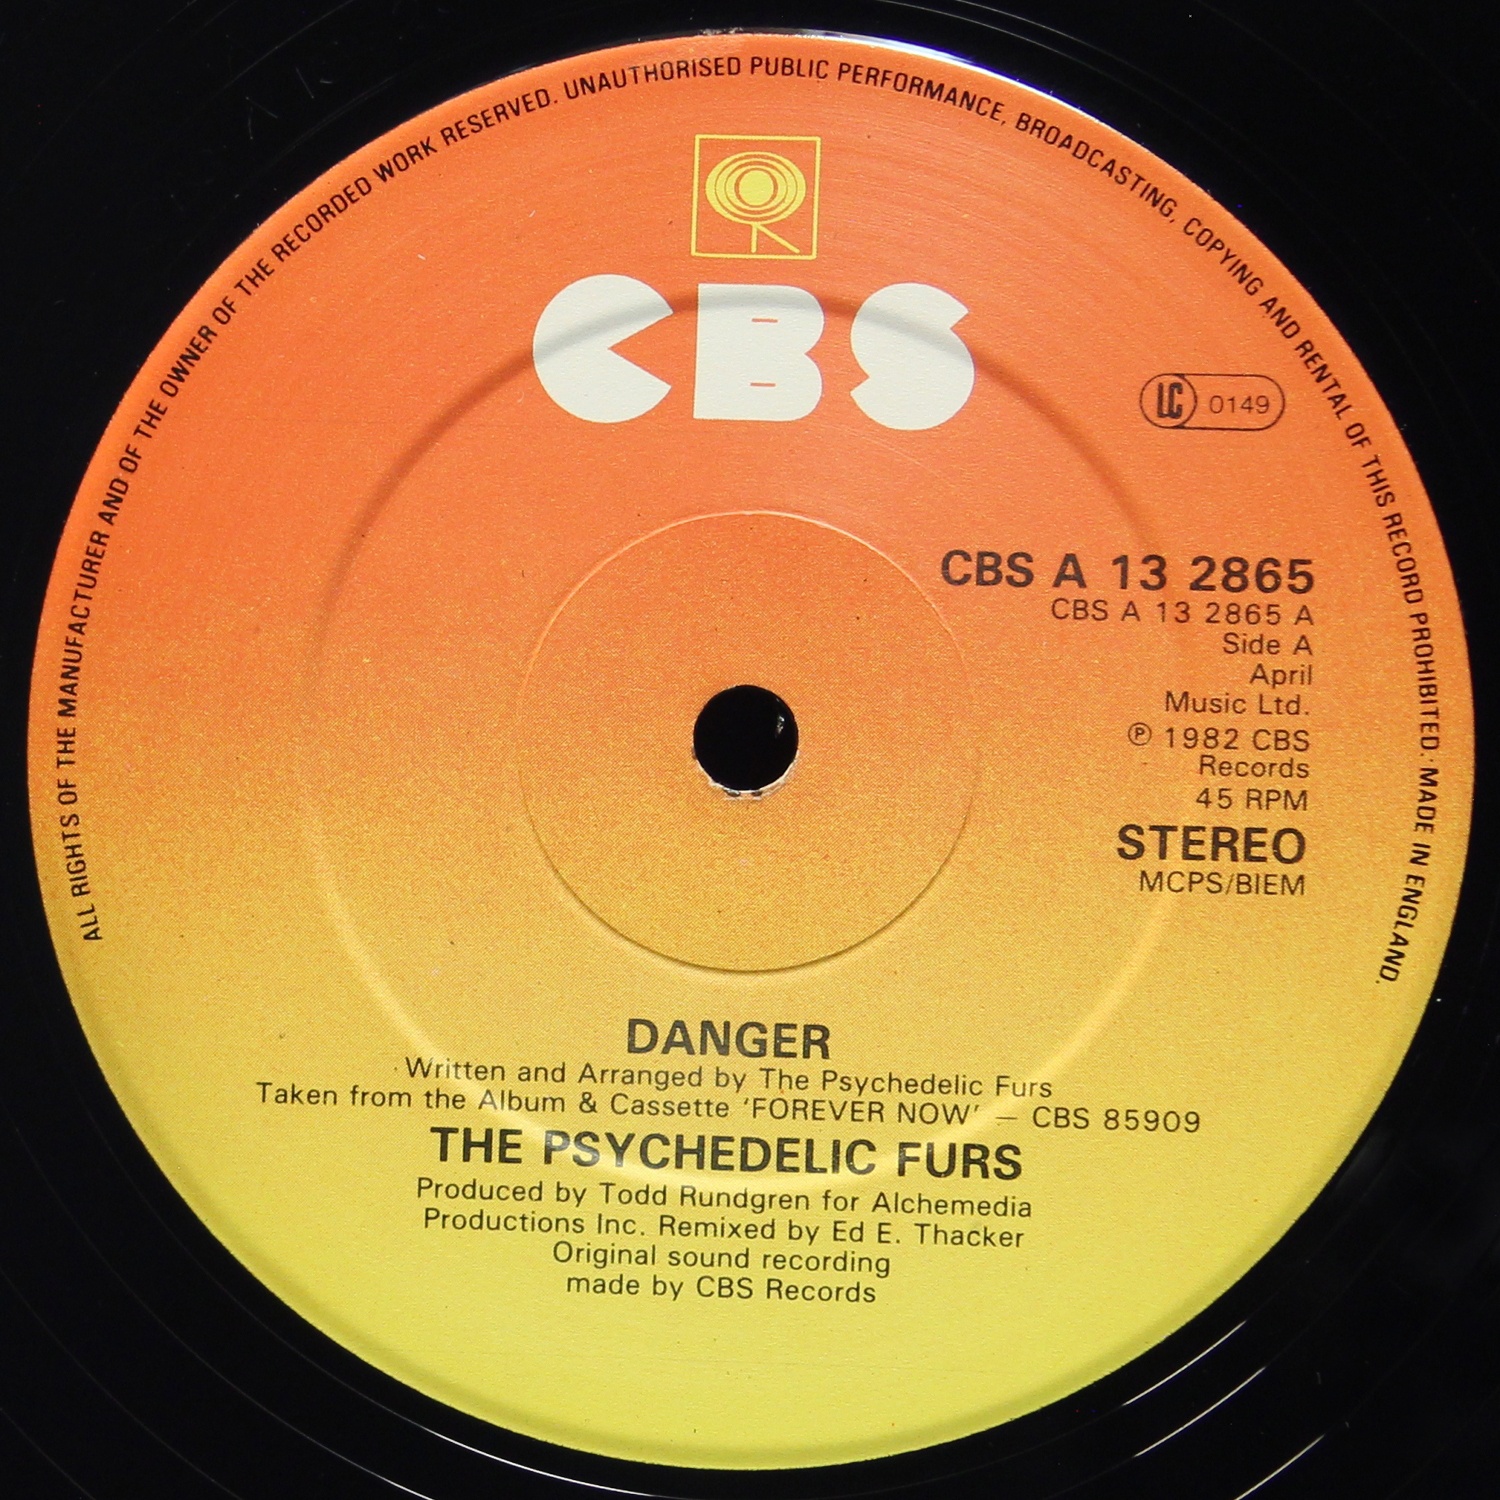 ALL RIGHTS OF THE MANUFACTURER AND OF THE OWNER OF THE RECORDED WORK RESERVED. UNAUTHORISED PUBLIC PERFORMANCE, BROADCASTING, COPYING AND RENTAL OF THIS RECORD PROHIBITED. MADE IN ENGLAND.
CBS
LC 0149
CBS A 13 2865
CBS A 13 2865 A
Side A
April
Music Ltd.
℗ 1982 CBS
Records
45 RPM
STEREO
MCPS/BIEM
DANGER
Written and Arranged by The Psychedelic Furs
Taken from the Album & Cassette 'FOREVER NOW' – CBS 85909
THE PSYCHEDELIC FURS
Produced by Todd Rundgren for Alchemedia
Productions Inc. Remixed by Ed E. Thacker
Original sound recording
made by CBS Records